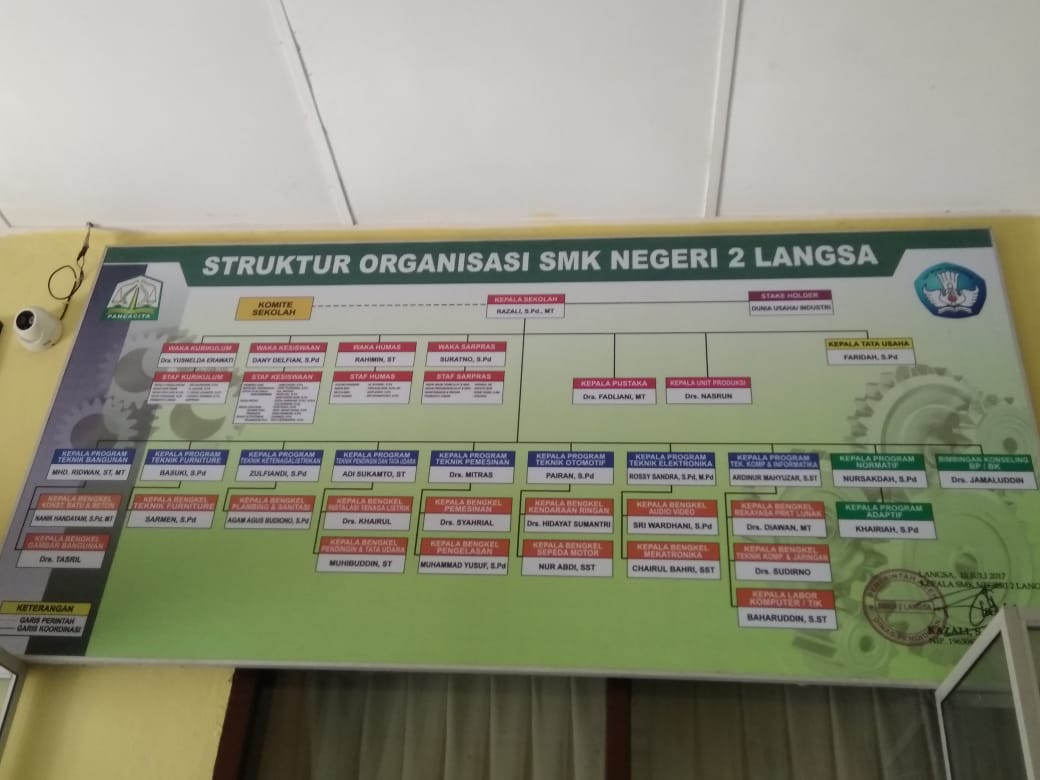 STRUKTUR ORGANISASI SMK NEGERI 2 LANGSA
PANCACITA
KOMITE
SEKOLAH
KEPALA SEKOLAH
RAZALI, S.Pd., MT
STAKE HOLDER
DUNIA USAHA/ INDUSTRI
WAKA KURIKULUM
Drs.YUSNELDA ERAWATI
STAF KURIKULUM
WAKA KESISWAAN
DANY DELFIAN, S.Pd
STAF KESISWAAN
WAKA HUMAS
RAHIMIN, ST
STAF HUMAS
WAKA SARPRAS
SURATNO, S.Pd
STAF SARPRAS
KEPALA PUSTAKA
Dra. FADLIANI, MT
KEPALA UNIT PRODUKSI
Drs. NASRUN
KEPALA TATA USAHA
FARIDAH, S.Pd
KEPALA PROGRAM
TEKNIK BANGUNAN
MHD. RIDWAN, ST, MT
KEPALA BENGKEL
KONST. BATU & BETON
NANIK HANDAYANI, S.Pd, MT
KEPALA BENGKEL
GAMBAR BANGUNAN
Drs. TASRIL
KEPALA PROGRAM
TEKNIK FURNITURE
BASUKI, S.Pd
KEPALA BENGKEL
TEKNIK FURNITURE
SARMEN, S.Pd
KEPALA PROGRAM
TEKNIK KETENAGALISTRIKAN
ZULFIANDI, S.Pd
KEPALA BENGKEL
PLAMBING & SANITASI
AGAM AGUS BUDIONO, S.Pd
KEPALA PROGRAM
TEKNIK PENDINGIN DAN TATA UDARA
ADI SUKAMTO, ST
KEPALA BENGKEL
INSTALASI TENAGA LISTRIK
Drs. KHAIRUL
KEPALA BENGKEL
PENDINGIN & TATA UDARA
MUHIBUDDIN, ST
KEPALA PROGRAM
TEKNIK PEMESINAN
Drs. MITRAS
KEPALA BENGKEL
PEMESINAN
Drs. SYAHRIAL
KEPALA BENGKEL
PENGELASAN
MUHAMMAD YUSUF, S.Pd
KEPALA PROGRAM
TEKNIK OTOMOTIF
PAIRAN, S.Pd
KEPALA BENGKEL
KENDARAAN RINGAN
Drs. HIDAYAT SUMANTRI
KEPALA BENGKEL
SEPEDA MOTOR
NUR ABDI, SST
KEPALA PROGRAM
TEKNIK ELEKTRONIKA
ROSSY SANDRA, S.Pd, M.Pd
KEPALA BENGKEL
AUDIO VIDEO
SRI WARDHANI, S.Pd
KEPALA BENGKEL
MEKATRONIKA
CHAIRUL BAHRI, SST
KEPALA PROGRAM
TEK. KOMP & INFORMATIKA
ARDINUR MAHYUZAR, S.ST
KEPALA BENGKEL
REKAYASA PRKT LUNAK
Drs. DIAWAN, MT
KEPALA BENGKEL
TEKNIK KOMP & JARINGAN
Drs. SUDIRNO
KEPALA LABOR
KOMPUTER / TIK
BAHARUDDIN, S.ST
KEPALA PROGRAM
NORMATIF
NURSAKDAH, S.Pd
KEPALA PROGRAM
ADAPTIF
KHAIRIAH, S.Pd
BIMBINGAN KONSELING
BP / BK
Drs. JAMALUDDIN
KETERANGAN
GARIS PERINTAH
GARIS KOORDINASI
LANGSA, 18 JULI 2017
KEPALA SMK NEGERI 2 LANG
SMKN 2 LANGSA
RAZALI, S
NIP.